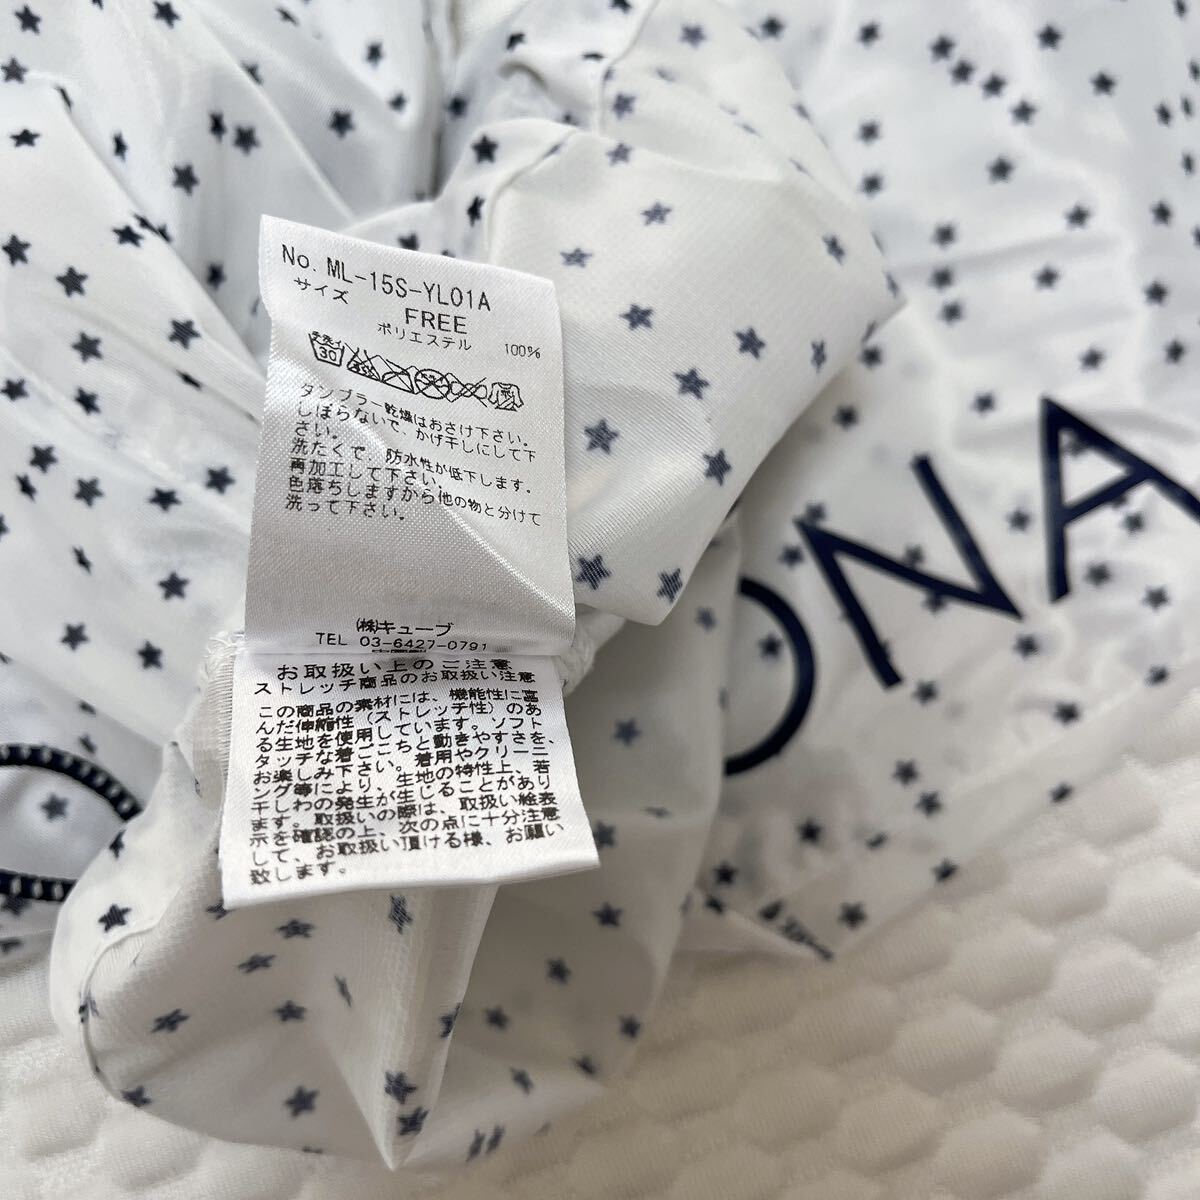 No. ML-15S-YL01A
サイズ
FREE
ポリエステル 100%
手洗イ
30
タンブラー乾燥はおさけ下さい。
しぼらないで、かげ干しにして下
さい。
洗たくで、防水性が低下します。
再加工して下さい。
色落ちしますから他の物と分けて
洗って下さい。
(株)キューブ
TEL 03-6427-0791
お取扱い上のご注意
ストレッチ商品のお取扱い注意
この商品の素材には、機能性に富
んだ伸縮性（ストレッチ性）のあ
る生地を使用しています。ソフト
タッチな着ごこちと動きやすさを、
お楽しみ下さい。着用やクリーニ
ング等により、生地の特性上、若
干しわの発生が生じることがあり
ます。取扱いの際は、取扱い絵表
示を確認の上、次の点に十分注意
して、お取扱い頂ける様、お願い
致します。
ONA